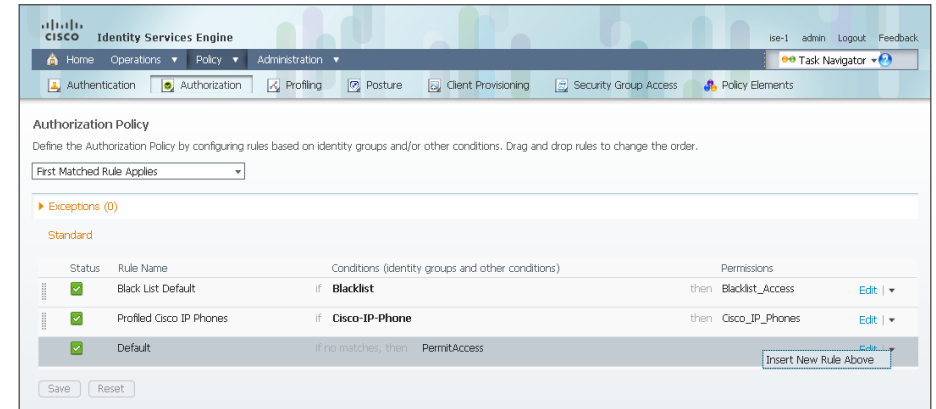 CISCO Identity Services Engine
ise-1 admin Logout Feedback
Home Operations Policy Administration
Task Navigator
Authentication Authorization Profiling Posture Client Provisioning Security Group Access Policy Elements
Authorization Policy
Define the Authorization Policy by configuring rules based on identity groups and/or other conditions. Drag and drop rules to change the order.
First Matched Rule Applies
Exceptions (0)
Standard
Status Rule Name Conditions (identity groups and other conditions) Permissions
Black List Default if Blacklist then Blacklist_Access Edit |
Profiled Cisco IP Phones if Cisco-IP-Phone then Cisco_IP_Phones Edit |
Default If no matches, then PermitAccess Edit |
Insert New Rule Above
Save Reset